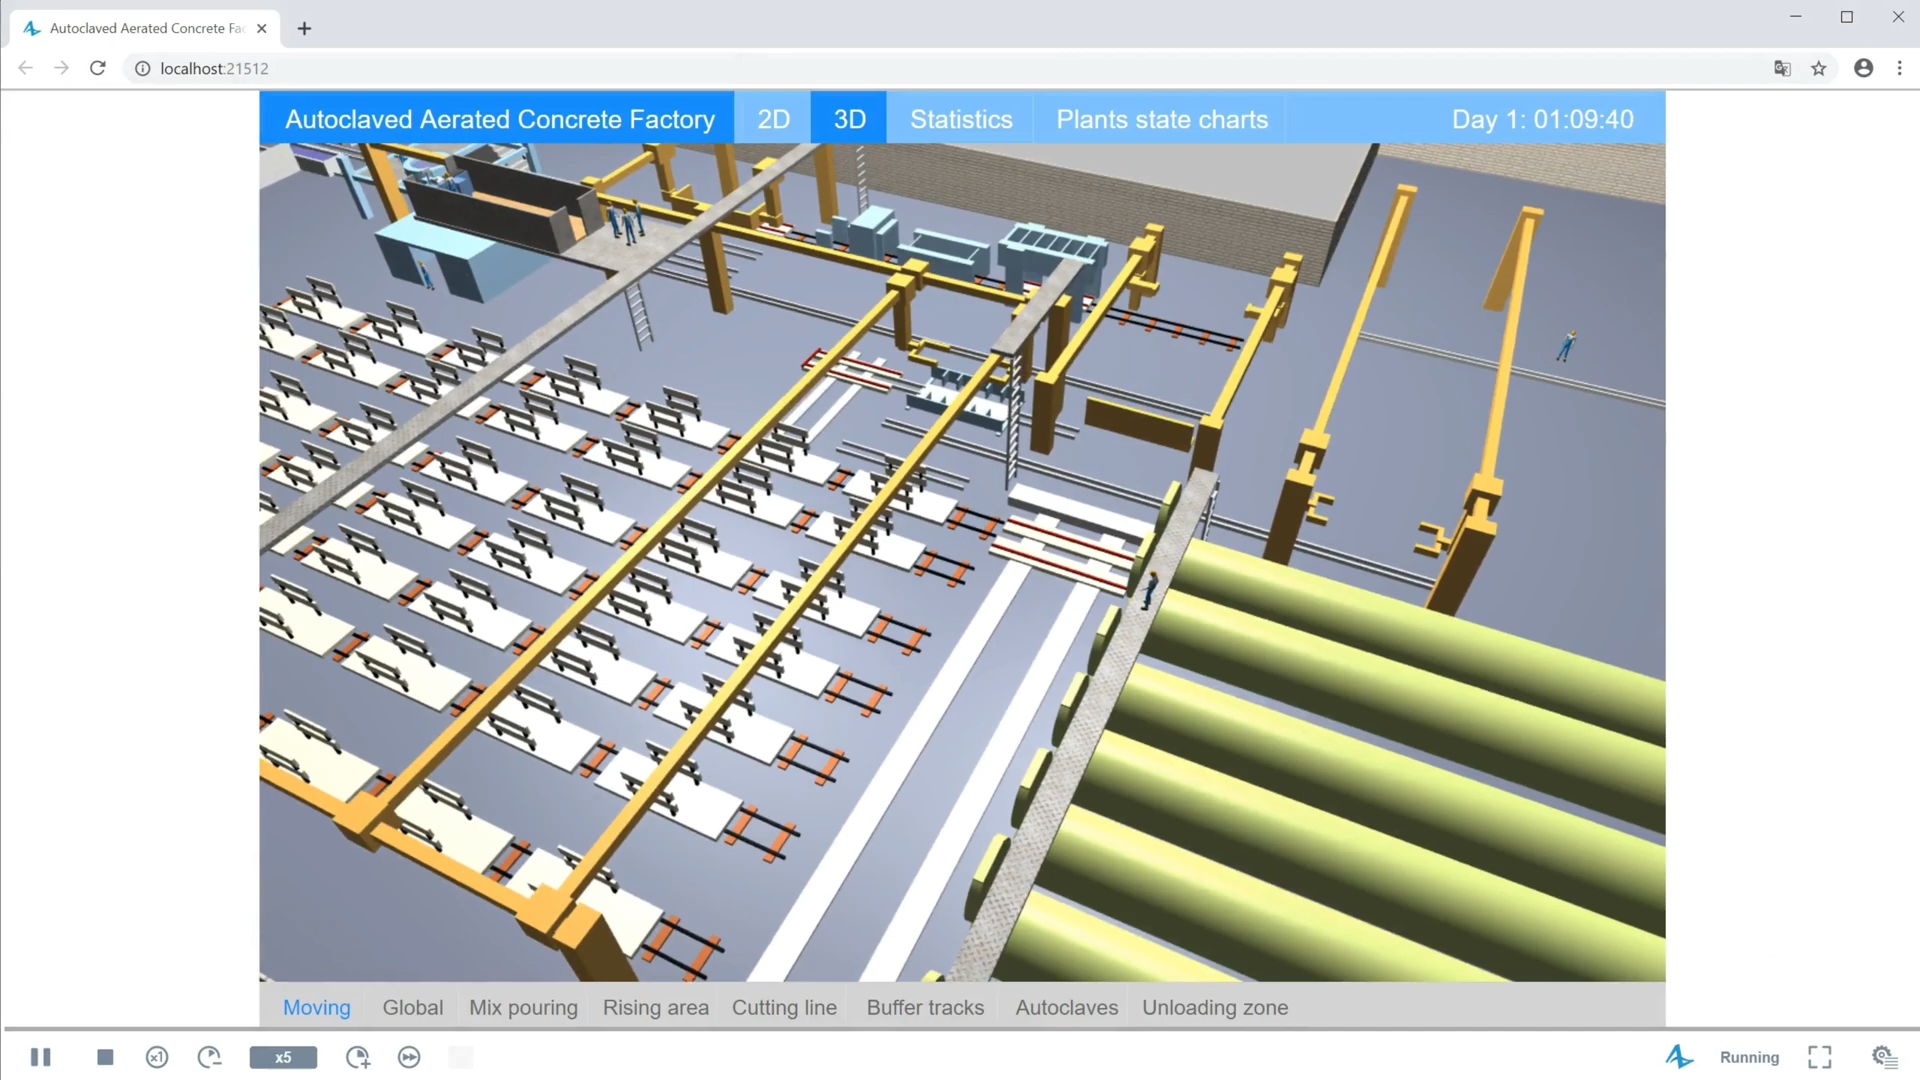 Autoclaved Aerated Concrete Fac
localhost:21512
Autoclaved Aerated Concrete Factory 2D 3D Statistics Plants state charts Day 1: 01:09:40
Moving Global Mix pouring Rising area Cutting line Buffer tracks Autoclaves Unloading zone
x1 x5 Running